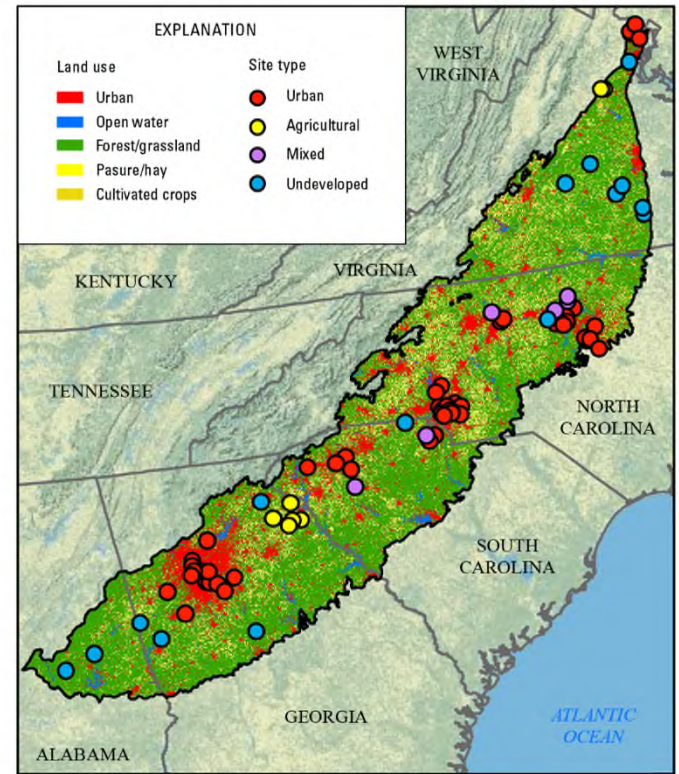 EXPLANATION
Land use
Urban
Open water
Forest/grassland
Pasure/hay
Cultivated crops
Site type
Urban
Agricultural
Mixed
Undeveloped
WEST
VIRGINIA
KENTUCKY
VIRGINIA
TENNESSEE
NORTH
CAROLINA
SOUTH
CAROLINA
GEORGIA
ALABAMA
ATLANTIC
OCEAN